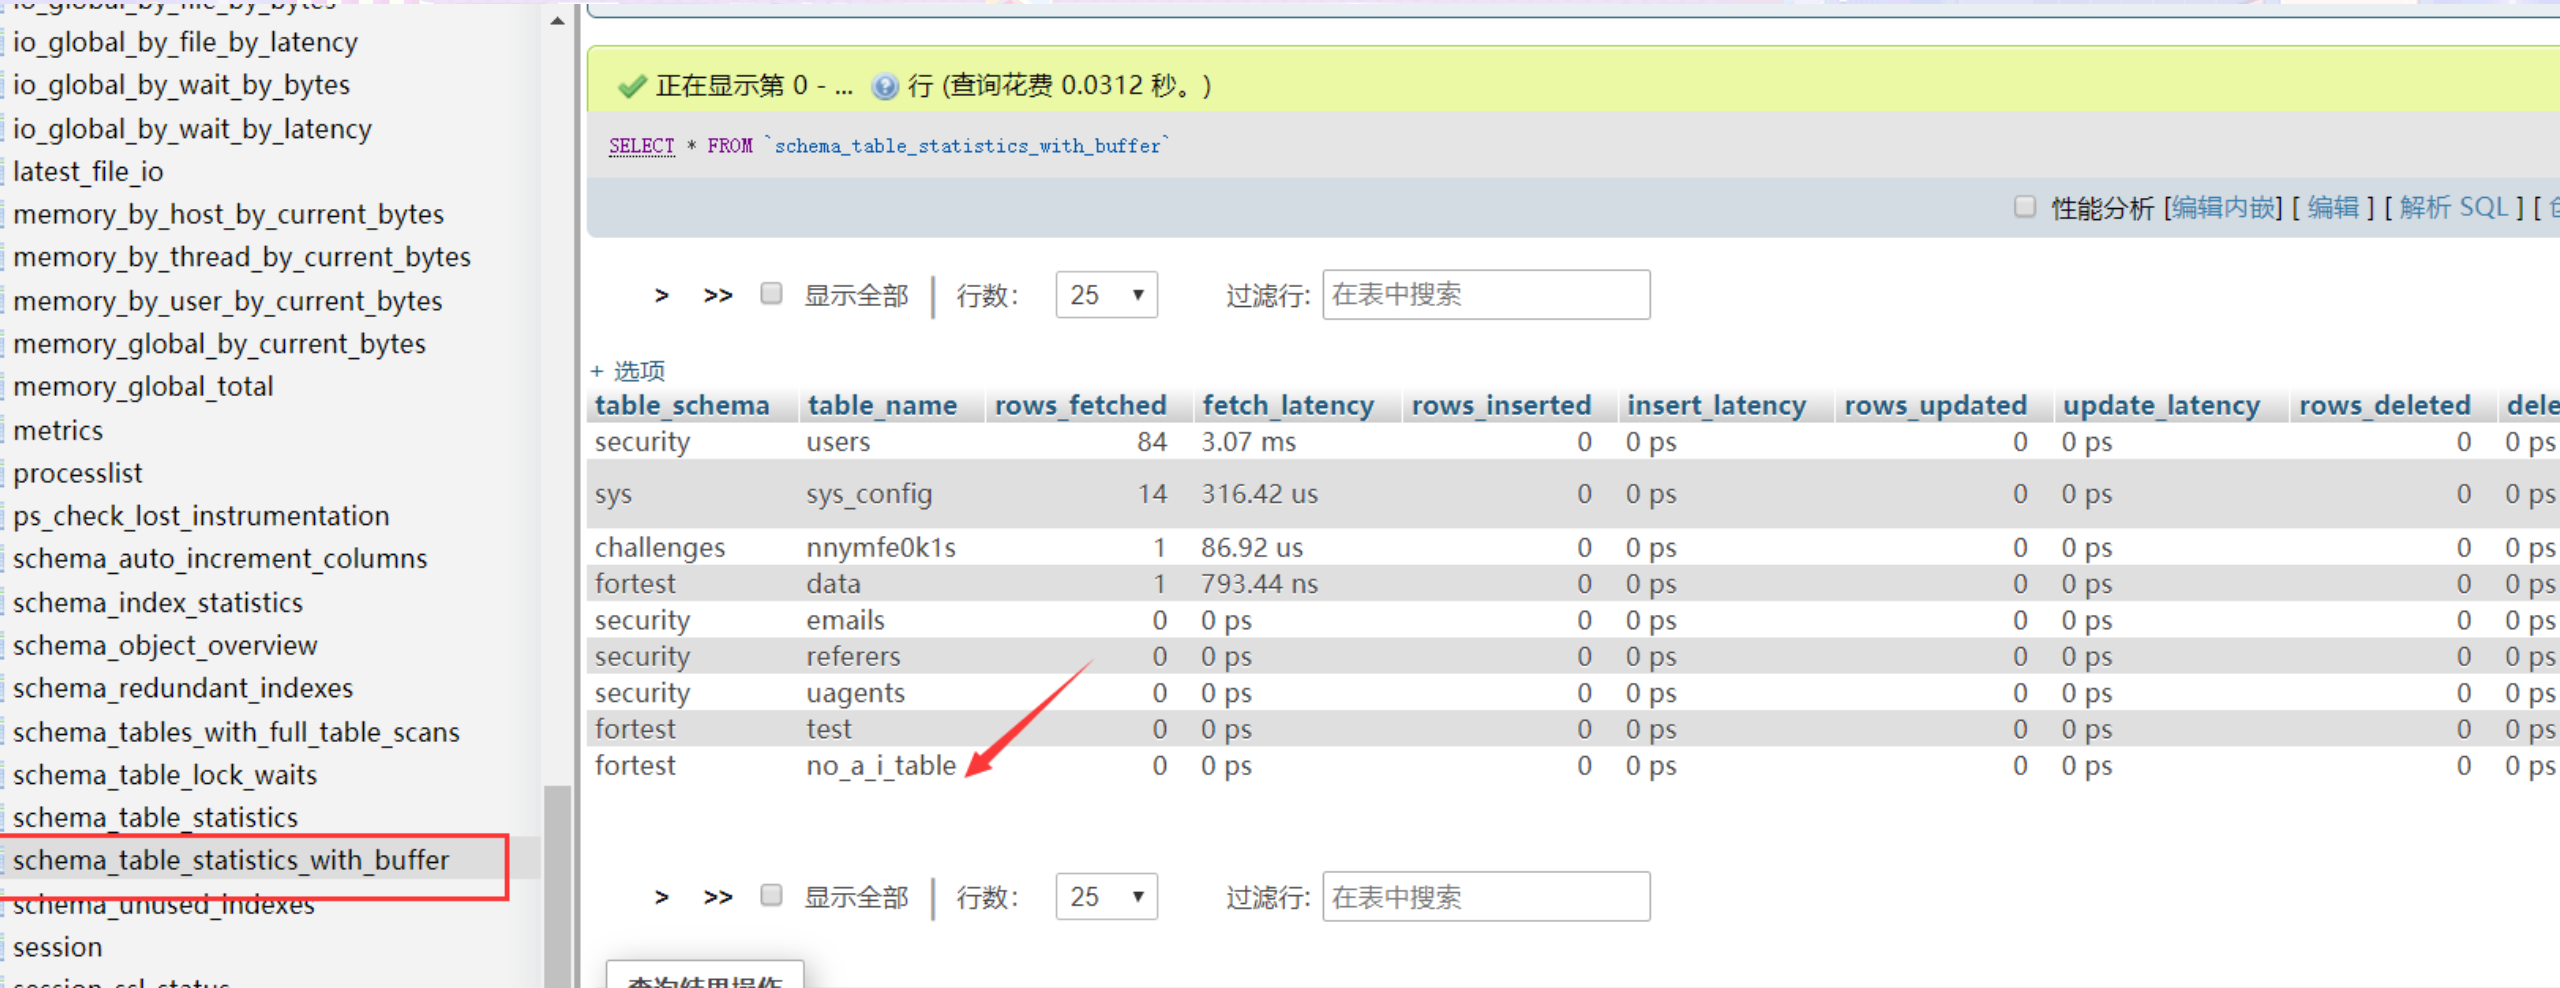 io_global_by_file_by_bytes
io_global_by_file_by_latency
io_global_by_wait_by_bytes
io_global_by_wait_by_latency
latest_file_io
memory_by_host_by_current_bytes
memory_by_thread_by_current_bytes
memory_by_user_by_current_bytes
memory_global_by_current_bytes
memory_global_total
metrics
processlist
ps_check_lost_instrumentation
schema_auto_increment_columns
schema_index_statistics
schema_object_overview
schema_redundant_indexes
schema_tables_with_full_table_scans
schema_table_lock_waits
schema_table_statistics
schema_table_statistics_with_buffer
schema_unused_indexes
session
session_ssl_status
正在显示第 0 - ... 行 (查询花费 0.0312 秒。)
SELECT * FROM `schema_table_statistics_with_buffer`
性能分析 [编辑内嵌] [ 编辑 ] [ 解析 SQL ] [
> >> 显示全部 | 行数： 25 过滤行: 在表中搜索
+ 选项
table_schema table_name rows_fetched fetch_latency rows_inserted insert_latency rows_updated update_latency rows_deleted dele
security users 84 3.07 ms 0 0 ps 0 0 ps 0 0 ps
sys sys_config 14 316.42 us 0 0 ps 0 0 ps 0 0 ps
challenges nnymfe0k1s 1 86.92 us 0 0 ps 0 0 ps 0 0 ps
fortest data 1 793.44 ns 0 0 ps 0 0 ps 0 0 ps
security emails 0 0 ps 0 0 ps 0 0 ps 0 0 ps
security referers 0 0 ps 0 0 ps 0 0 ps 0 0 ps
security uagents 0 0 ps 0 0 ps 0 0 ps 0 0 ps
fortest test 0 0 ps 0 0 ps 0 0 ps 0 0 ps
fortest no_a_i_table 0 0 ps 0 0 ps 0 0 ps 0 0 ps
> >> 显示全部 | 行数： 25 过滤行: 在表中搜索
查询结果操作